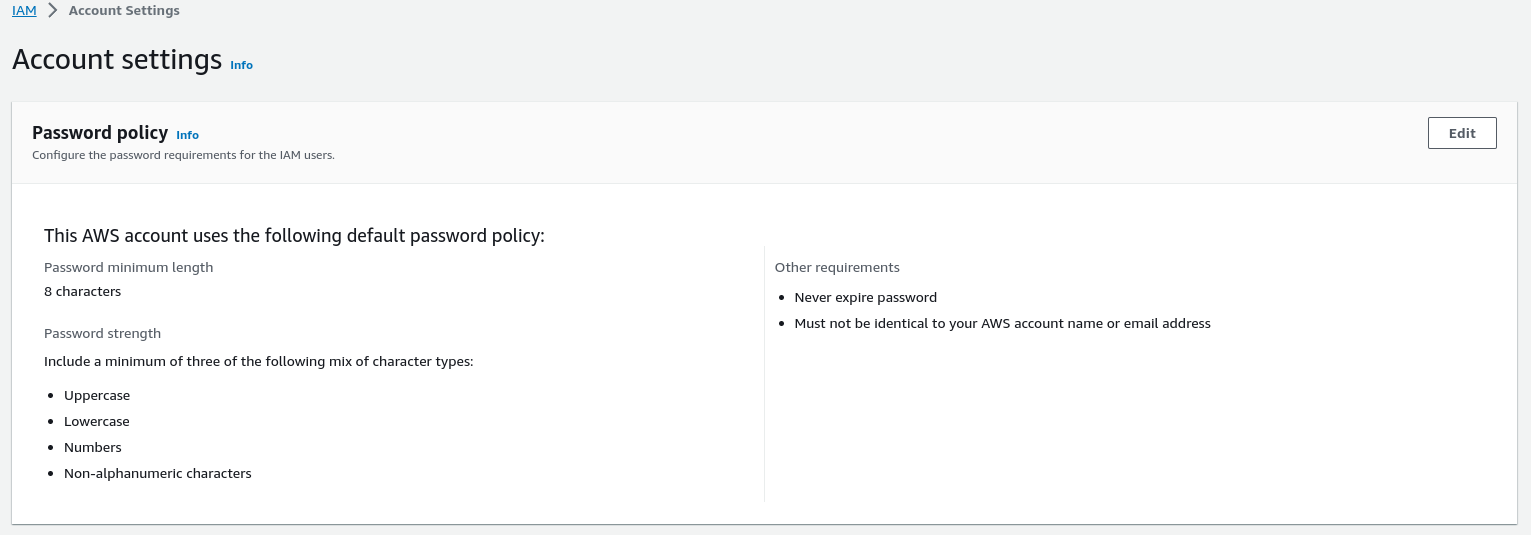 IAM > Account Settings
Account settings Info
Password policy Info
Configure the password requirements for the IAM users.
Edit
This AWS account uses the following default password policy:
Password minimum length
8 characters
Password strength
Include a minimum of three of the following mix of character types:
• Uppercase
• Lowercase
• Numbers
• Non-alphanumeric characters
Other requirements
• Never expire password
• Must not be identical to your AWS account name or email address